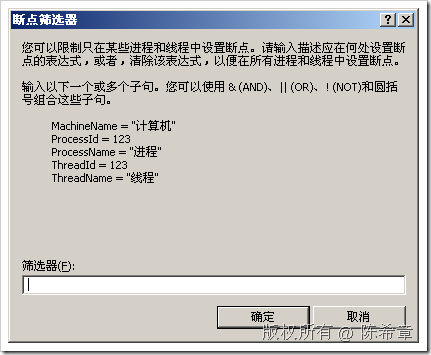 断点筛选器
您可以限制只在某些进程和线程中设置断点。请输入描述应在何处设置断
点的表达式，或者，清除该表达式，以便在所有进程和线程中设置断点。
输入以下一个或多个子句。您可以使用 & (AND)、|| (OR)、! (NOT)和圆括
号组合这些子句。
MachineName = "计算机"
ProcessId = 123
ProcessName = "进程"
ThreadId = 123
ThreadName = "线程"
筛选器(F):
确定 取消
版权所有 @ 陈希章